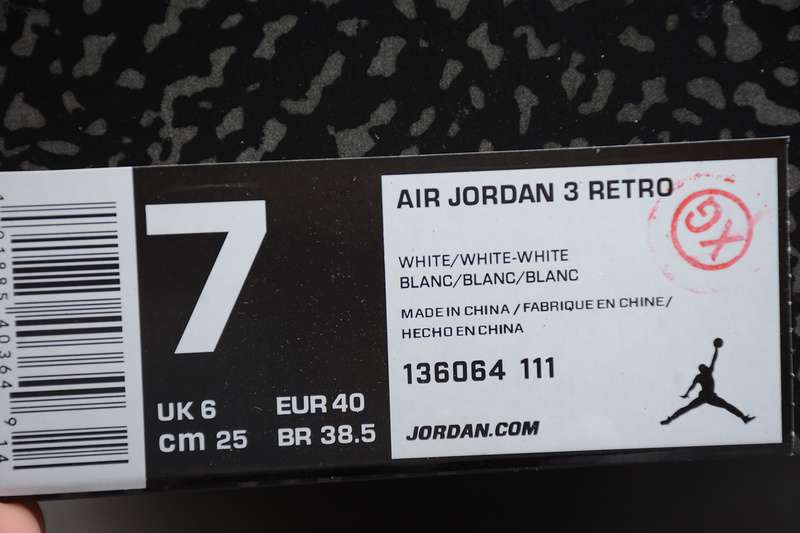 7
UK 6 EUR 40
cm 25 BR 38.5
AIR JORDAN 3 RETRO
WHITE/WHITE-WHITE
BLANC/BLANC/BLANC
MADE IN CHINA / FABRIQUE EN CHINE/
HECHO EN CHINA
136064 111
JORDAN.COM